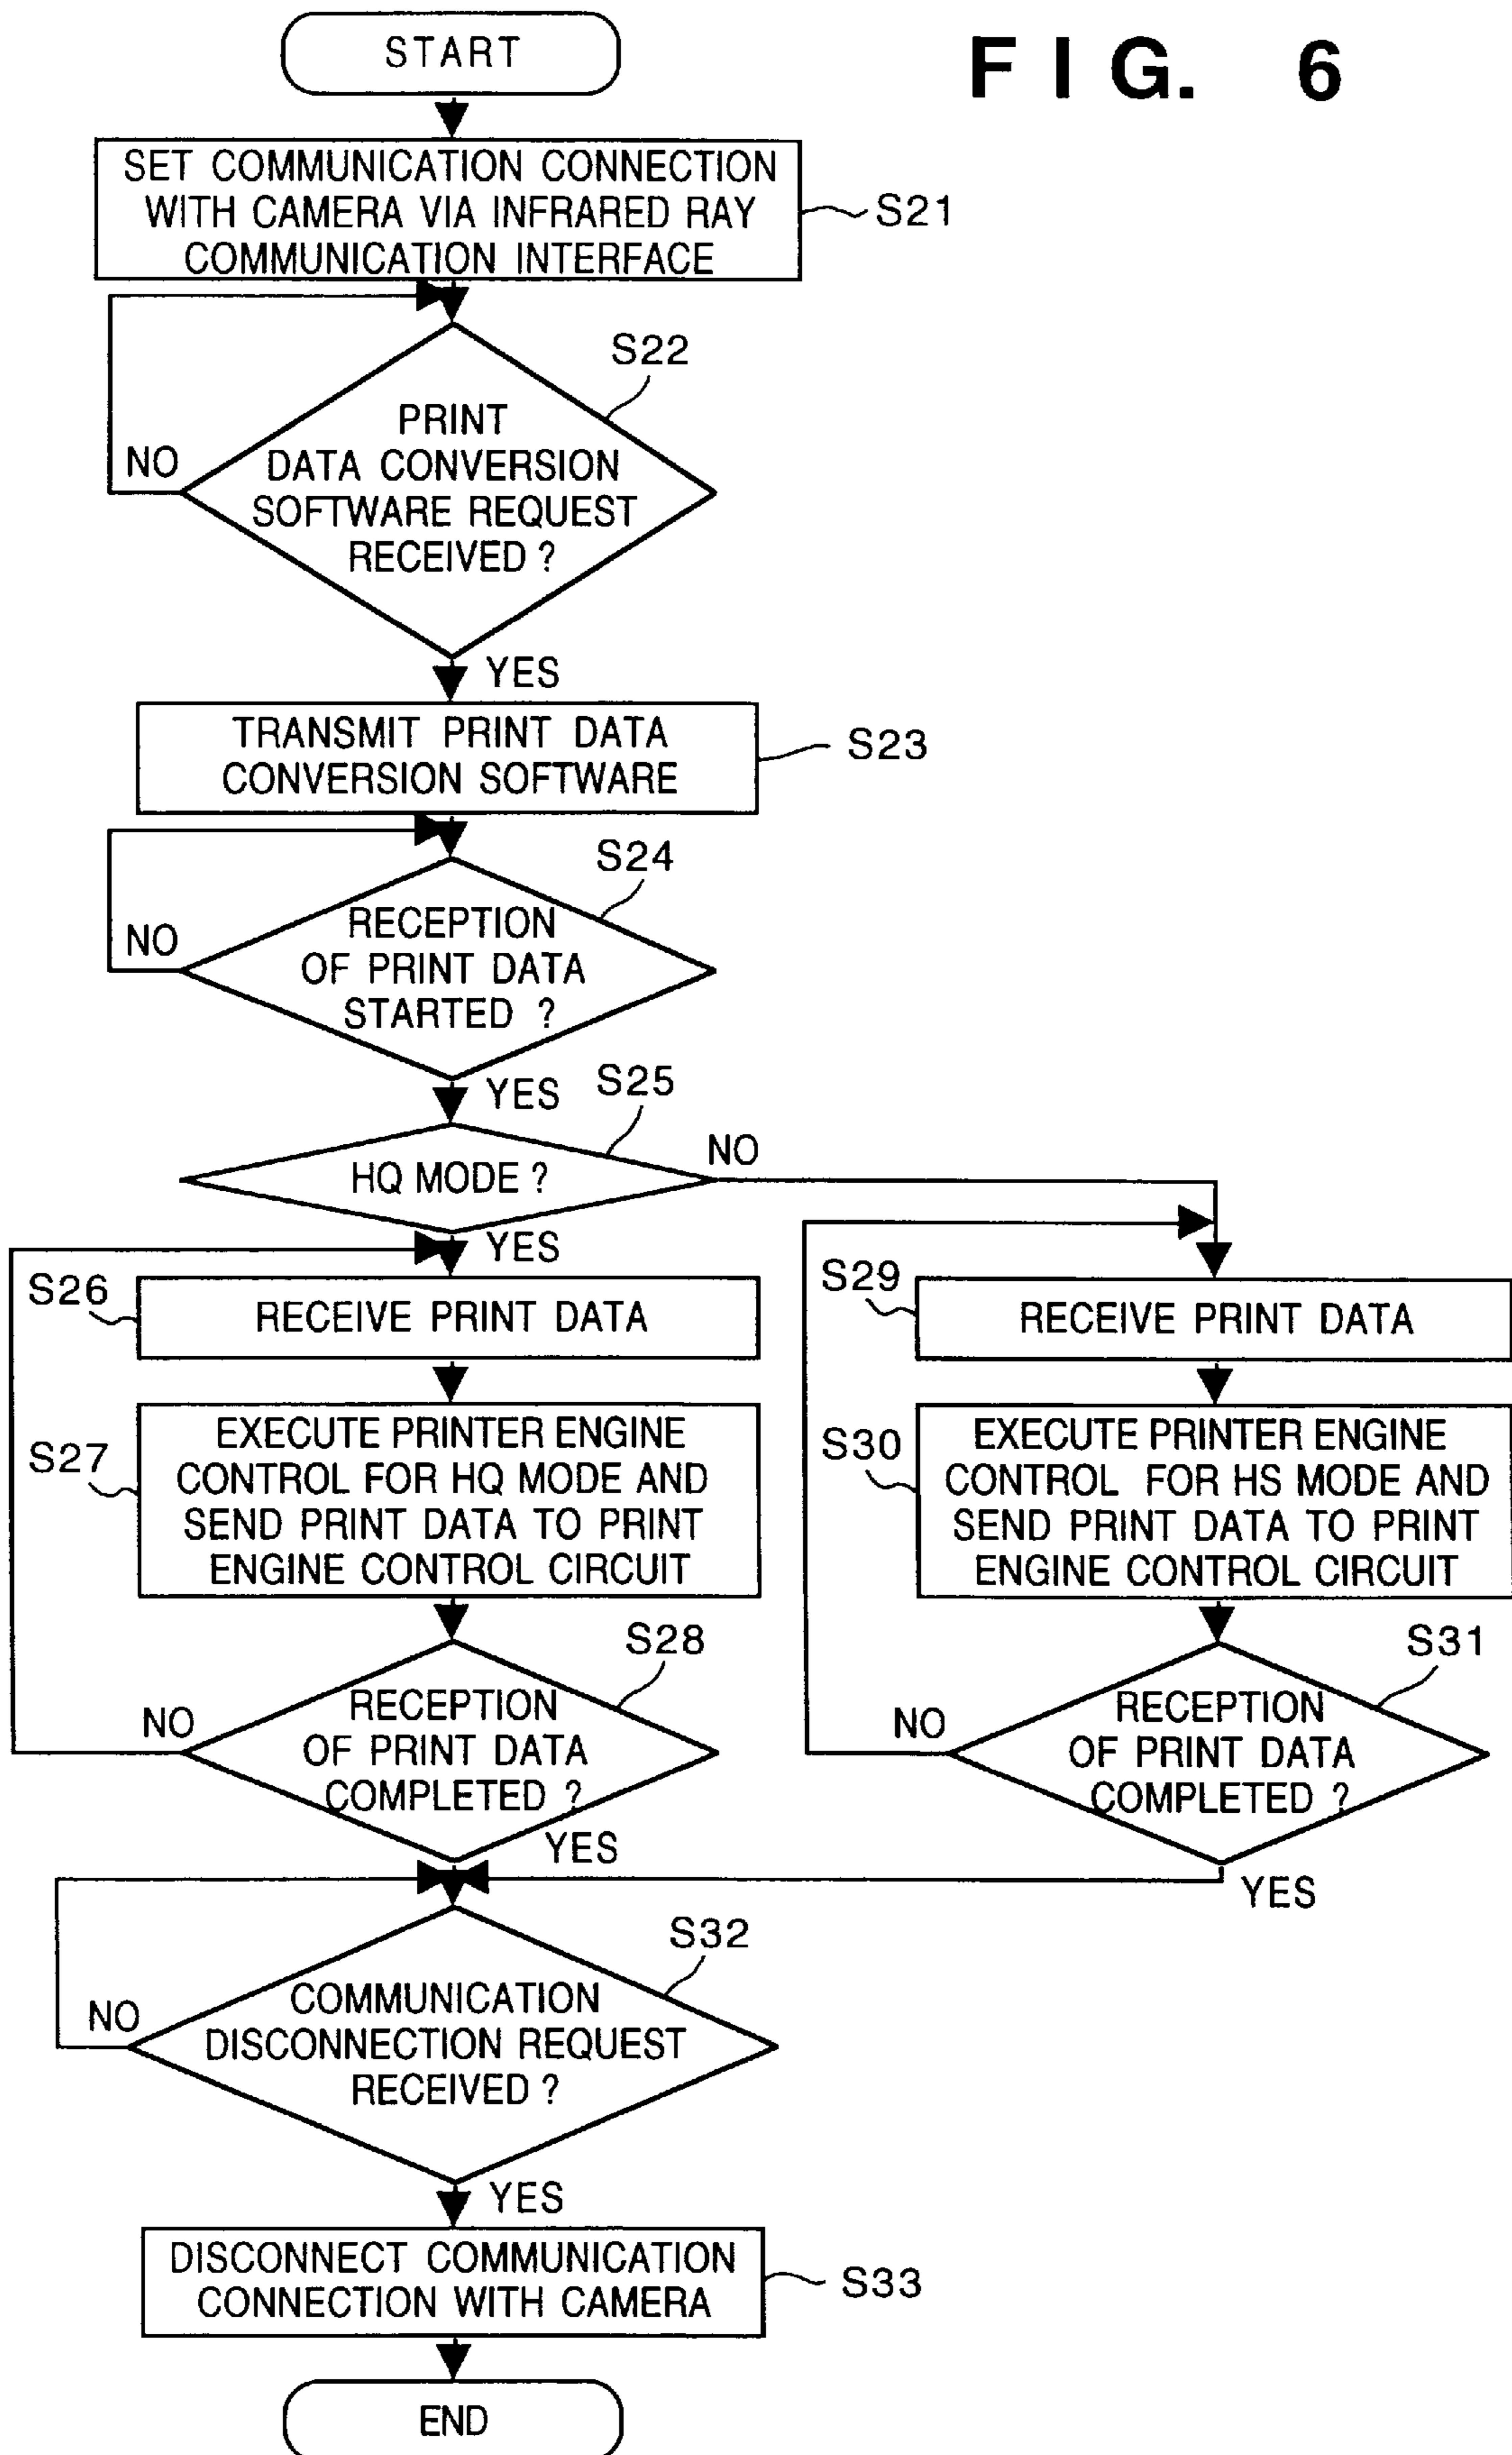 START
FIG. 6
SET COMMUNICATION CONNECTION
WITH CAMERA VIA INFRARED RAY
COMMUNICATION INTERFACE
S21
S22
PRINT
DATA CONVERSION
SOFTWARE REQUEST
RECEIVED ?
NO
YES
TRANSMIT PRINT DATA
CONVERSION SOFTWARE
S23
S24
RECEPTION
OF PRINT DATA
STARTED ?
NO
YES
S25
HQ MODE ?
NO
YES
S26
RECEIVE PRINT DATA
S27
EXECUTE PRINTER ENGINE
CONTROL FOR HQ MODE AND
SEND PRINT DATA TO PRINT
ENGINE CONTROL CIRCUIT
S28
RECEPTION
OF PRINT DATA
COMPLETED ?
NO
YES
S29
RECEIVE PRINT DATA
S30
EXECUTE PRINTER ENGINE
CONTROL FOR HS MODE AND
SEND PRINT DATA TO PRINT
ENGINE CONTROL CIRCUIT
S31
RECEPTION
OF PRINT DATA
COMPLETED ?
NO
YES
S32
COMMUNICATION
DISCONNECTION REQUEST
RECEIVED ?
NO
YES
DISCONNECT COMMUNICATION
CONNECTION WITH CAMERA
S33
END